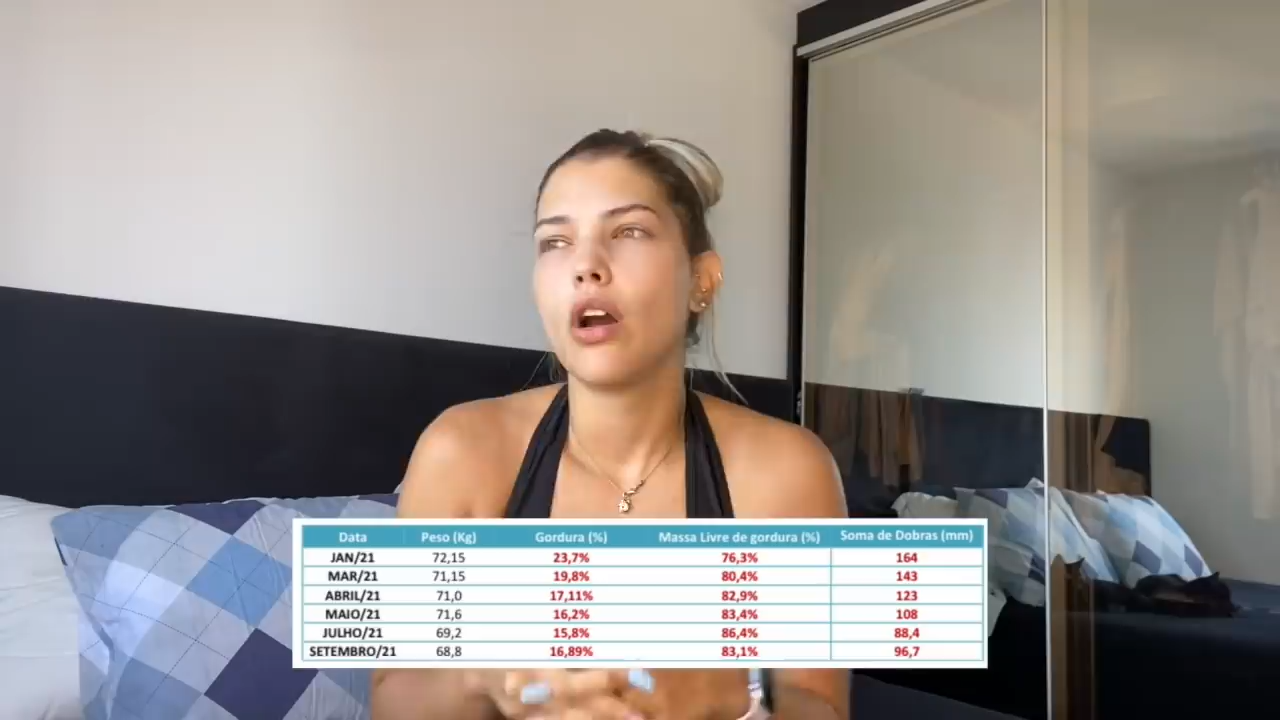 Data Peso (Kg) Gordura (%) Massa Livre de gordura (%) Soma de Dobras (mm)
JAN/21 72,15 23,7% 76,3% 164
MAR/21 71,15 19,8% 80,4% 143
ABRIL/21 71,0 17,11% 82,9% 123
MAIO/21 71,6 16,2% 83,4% 108
JULHO/21 69,2 15,8% 86,4% 88,4
SETEMBRO/21 68,8 16,89% 83,1% 96,7